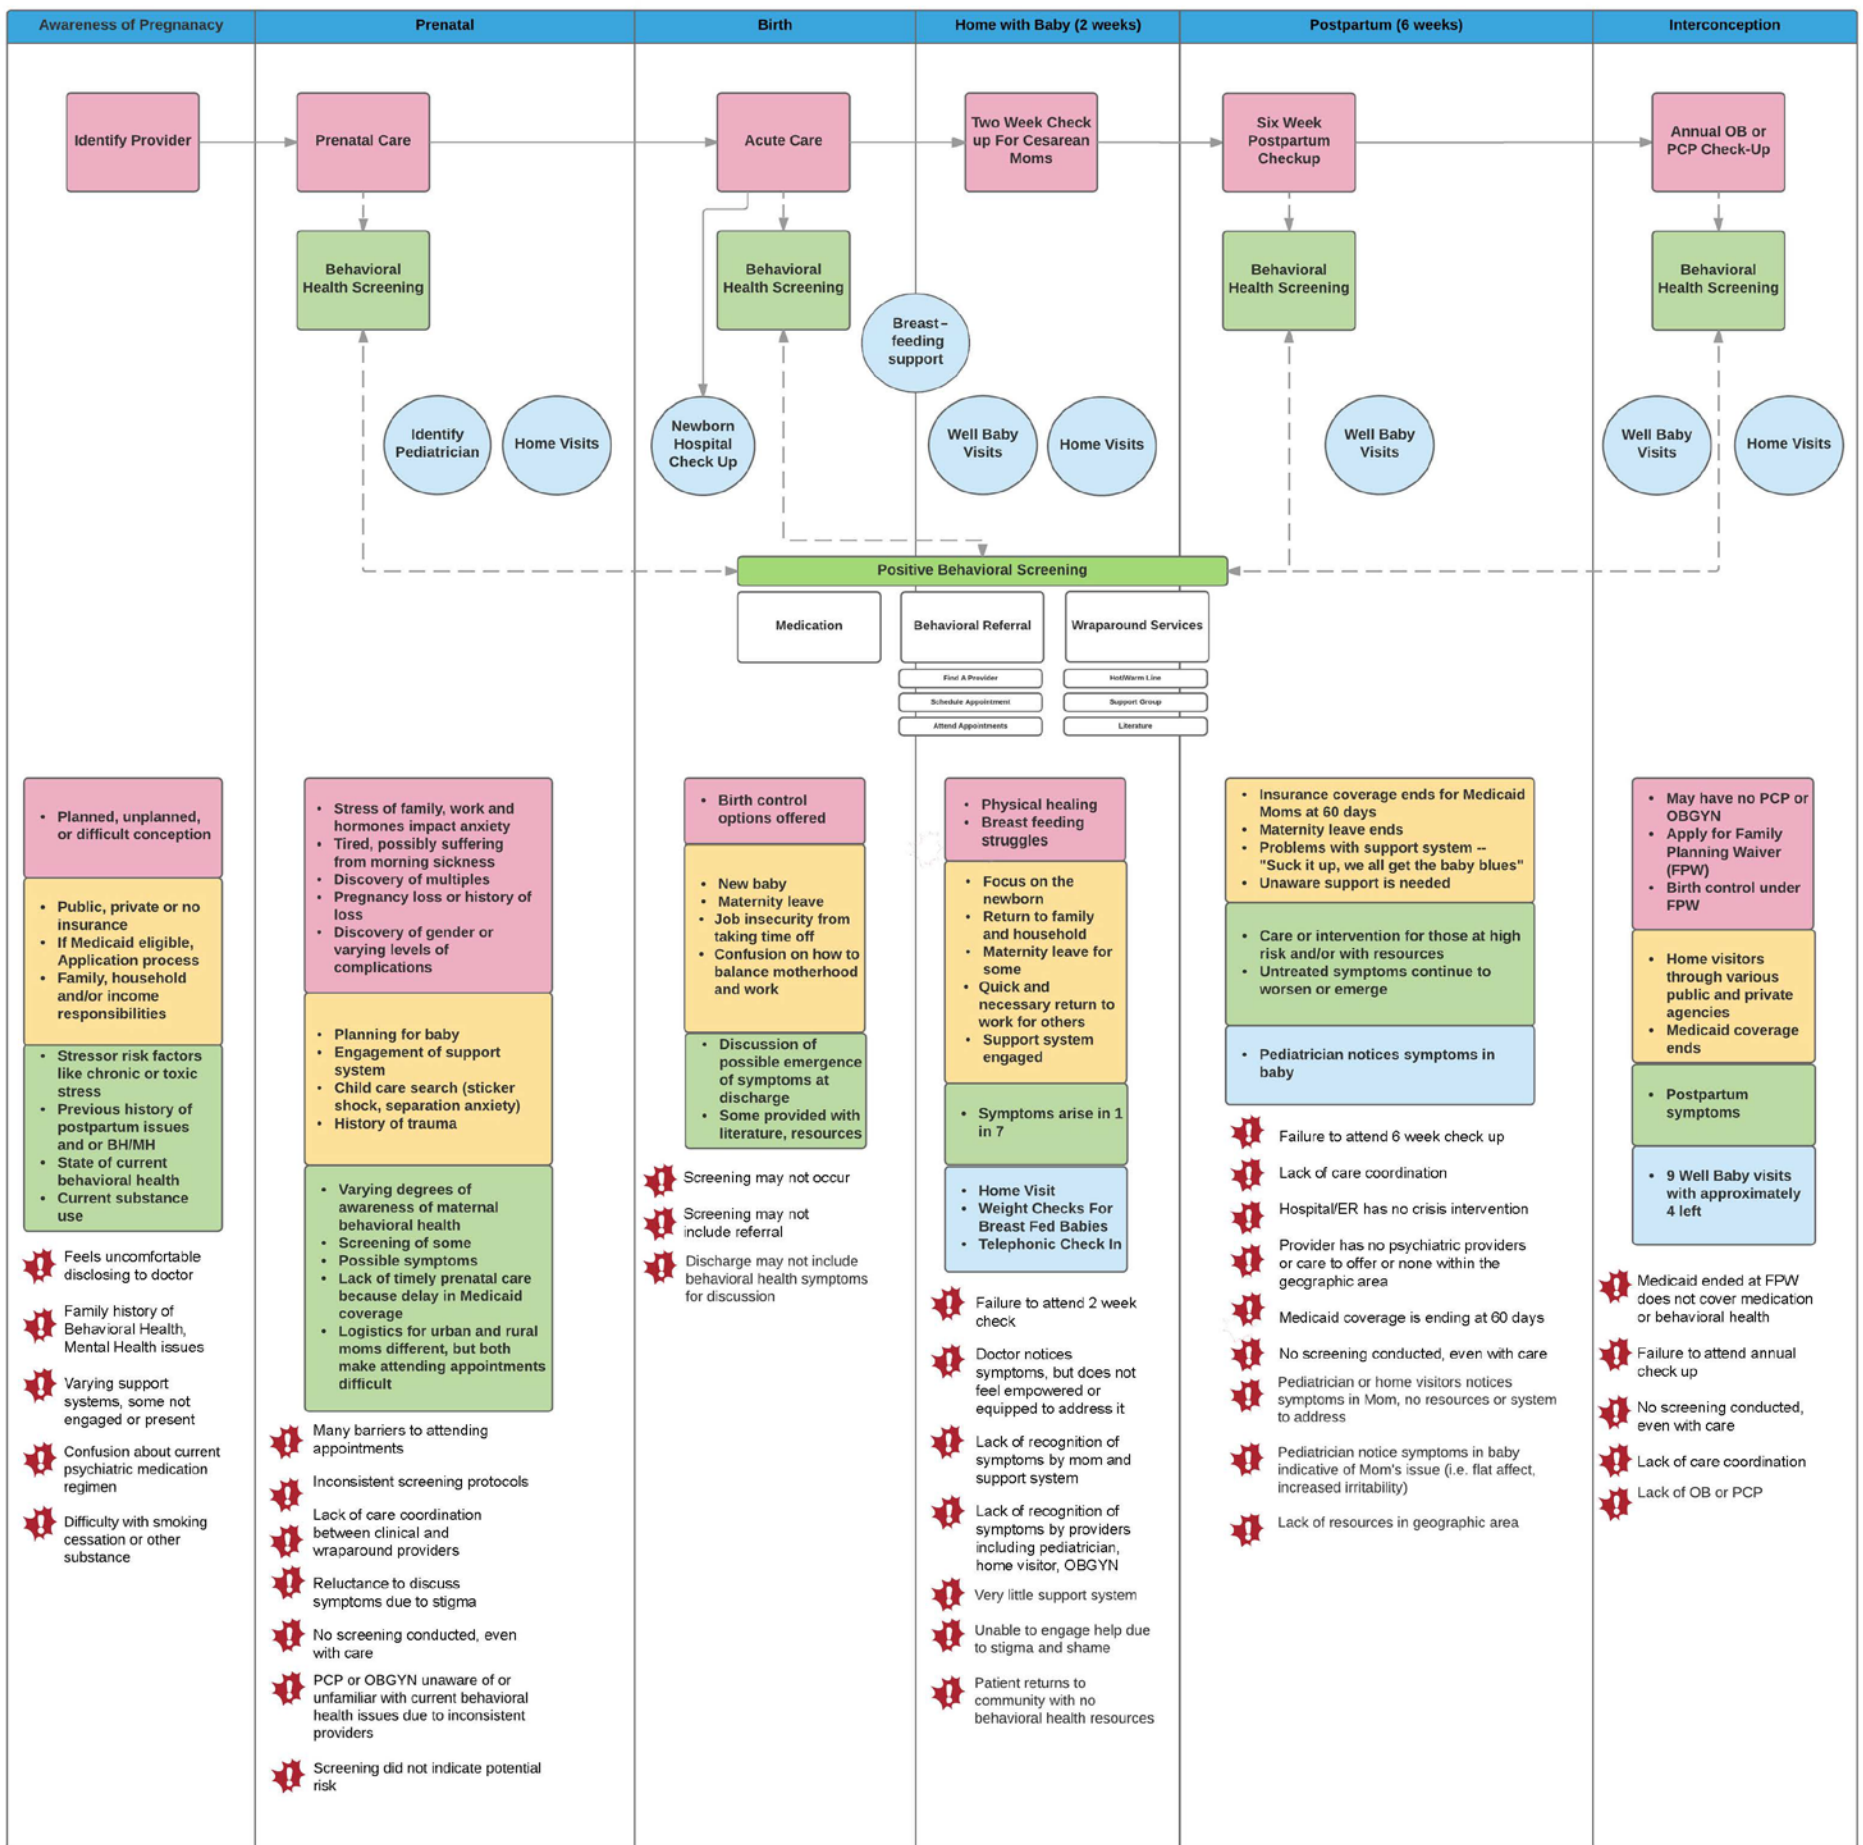 Awareness of Pregnanacy
Prenatal
Birth
Home with Baby (2 weeks)
Postpartum (6 weeks)
Interconception
Identify Provider
Prenatal Care
Acute Care
Two Week Check
up For Cesarean
Moms
Six Week
Postpartum
Checkup
Annual OB or
PCP Check-Up
Behavioral
Health Screening
Behavioral
Health Screening
Behavioral
Health Screening
Behavioral
Health Screening
Breast–
feeding
support
Identify
Pediatrician
Home Visits
Newborn
Hospital
Check Up
Well Baby
Visits
Home Visits
Well Baby
Visits
Well Baby
Visits
Home Visits
Positive Behavioral Screening
Medication
Behavioral Referral
Wraparound Services
Find A Provider
Schedule Appointment
Attend Appointments
Hot/Warm Line
Support Group
Literature
• Planned, unplanned,
or difficult conception
• Public, private or no
insurance
• If Medicaid eligible,
Application process
• Family, household
and/or income
responsibilities
• Stressor risk factors
like chronic or toxic
stress
• Previous history of
postpartum issues
and or BH/MH
• State of current
behavioral health
• Current substance
use
Feels uncomfortable
disclosing to doctor
Family history of
Behavioral Health,
Mental Health issues
Varying support
systems, some not
engaged or present
Confusion about current
psychiatric medication
regimen
Difficulty with smoking
cessation or other
substance
• Stress of family, work and
hormones impact anxiety
• Tired, possibly suffering
from morning sickness
• Discovery of multiples
• Pregnancy loss or history of
loss
• Discovery of gender or
varying levels of
complications
• Planning for baby
• Engagement of support
system
• Child care search (sticker
shock, separation anxiety)
• History of trauma
• Varying degrees of
awareness of maternal
behavioral health
• Screening of some
• Possible symptoms
• Lack of timely prenatal care
because delay in Medicaid
coverage
• Logistics for urban and rural
moms different, but both
make attending appointments
difficult
Many barriers to attending
appointments
Inconsistent screening protocols
Lack of care coordination
between clinical and
wraparound providers
Reluctance to discuss
symptoms due to stigma
No screening conducted, even
with care
PCP or OBGYN unaware of or
unfamiliar with current behavioral
health issues due to inconsistent
providers
Screening did not indicate potential
risk
• Birth control
options offered
• New baby
• Maternity leave
• Job insecurity from
taking time off
• Confusion on how to
balance motherhood
and work
• Discussion of
possible emergence
of symptoms at
discharge
• Some provided with
literature, resources
Screening may not occur
Screening may not
include referral
Discharge may not include
behavioral health symptoms
for discussion
• Physical healing
• Breast feeding
struggles
• Focus on the
newborn
• Return to family
and household
• Maternity leave for
some
• Quick and
necessary return to
work for others
• Support system
engaged
• Symptoms arise in 1
in 7
• Home Visit
• Weight Checks For
Breast Fed Babies
• Telephonic Check In
Failure to attend 2 week
check
Doctor notices
symptoms, but does not
feel empowered or
equipped to address it
Lack of recognition of
symptoms by mom and
support system
Lack of recognition of
symptoms by providers
including pediatrician,
home visitor, OBGYN
Very little support system
Unable to engage help due
to stigma and shame
Patient returns to
community with no
behavioral health resources
• Insurance coverage ends for Medicaid
Moms at 60 days
• Maternity leave ends
• Problems with support system --
"Suck it up, we all get the baby blues"
• Unaware support is needed
• Care or intervention for those at high
risk and/or with resources
• Untreated symptoms continue to
worsen or emerge
• Pediatrician notices symptoms in
baby
Failure to attend 6 week check up
Lack of care coordination
Hospital/ER has no crisis intervention
Provider has no psychiatric providers
or care to offer or none within the
geographic area
Medicaid coverage is ending at 60 days
No screening conducted, even with care
Pediatrician or home visitors notices
symptoms in Mom, no resources or system
to address
Pediatrician notice symptoms in baby
indicative of Mom's issue (i.e. flat affect,
increased irritability)
Lack of resources in geographic area
• May have no PCP or
OBGYN
• Apply for Family
Planning Waiver
(FPW)
• Birth control under
FPW
• Home visitors
through various
public and private
agencies
• Medicaid coverage
ends
• Postpartum
symptoms
• 9 Well Baby visits
with approximately
4 left
Medicaid ended at FPW
does not cover medication
or behavioral health
Failure to attend annual
check up
No screening conducted,
even with care
Lack of care coordination
Lack of OB or PCP